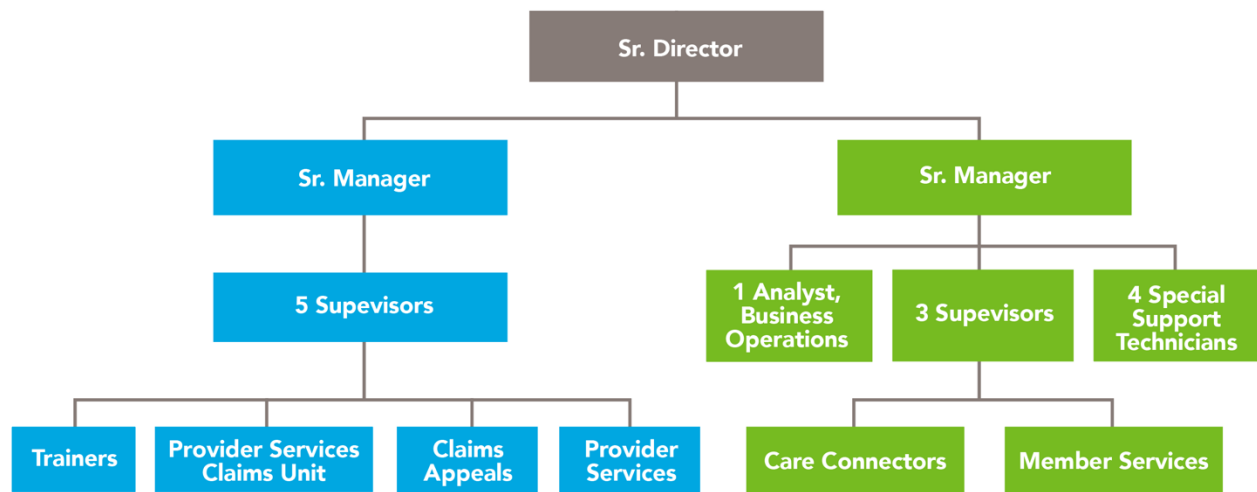 Sr. Director
Sr. Manager
Sr. Manager
5 Supevisors
1 Analyst,
Business
Operations
3 Supevisors
4 Special
Support
Technicians
Trainers
Provider Services
Claims Unit
Claims
Appeals
Provider
Services
Care Connectors
Member Services